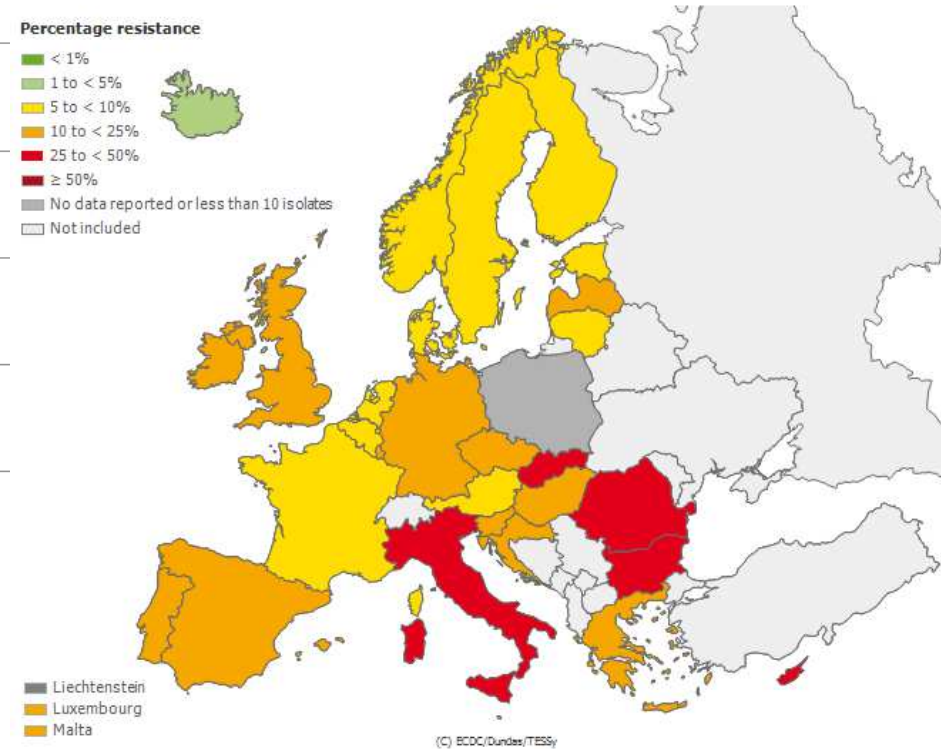 Percentage resistance
< 1%
1 to < 5%
5 to < 10%
10 to < 25%
25 to < 50%
≥ 50%
No data reported or less than 10 isolates
Not included
Liechtenstein
Luxembourg
Malta
(C) ECDC/Dundas/TESSy